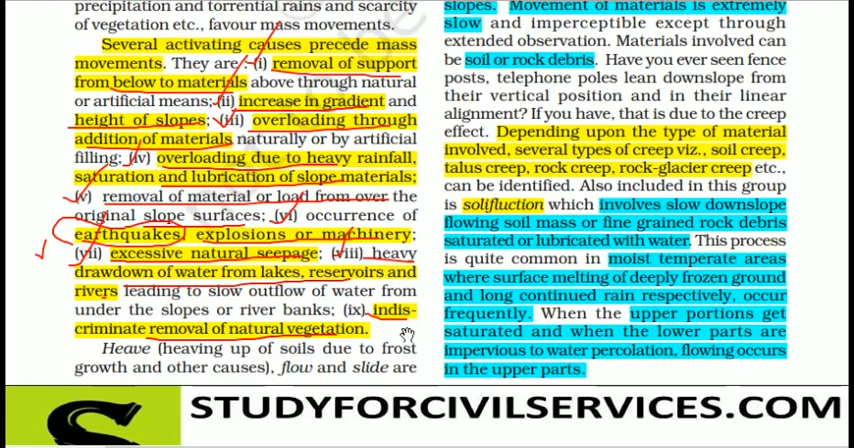 precipitation and torrential rains and scarcity
of vegetation etc., favour mass movements.
Several activating causes precede mass
movements. They are: (i) removal of support
from below to materials above through natural
or artificial means; (ii) increase in gradient and
height of slopes; (iii) overloading through
addition of materials naturally or by artificial
filling; (iv) overloading due to heavy rainfall,
saturation and lubrication of slope materials;
(v) removal of material or load from over the
original slope surfaces; (vi) occurrence of
earthquakes, explosions or machinery;
(vii) excessive natural seepage; (viii) heavy
drawdown of water from lakes, reservoirs and
rivers leading to slow outflow of water from
under the slopes or river banks; (ix) indis-
criminate removal of natural vegetation.
Heave (heaving up of soils due to frost
growth and other causes), flow and slide are
slopes. Movement of materials is extremely
slow and imperceptible except through
extended observation. Materials involved can
be soil or rock debris. Have you ever seen fence
posts, telephone poles lean downslope from
their vertical position and in their linear
alignment? If you have, that is due to the creep
effect. Depending upon the type of material
involved, several types of creep viz., soil creep,
talus creep, rock creep, rock-glacier creep etc.,
can be identified. Also included in this group
is solifluction which involves slow downslope
flowing soil mass or fine grained rock debris
saturated or lubricated with water. This process
is quite common in moist temperate areas
where surface melting of deeply frozen ground
and long continued rain respectively, occur
frequently. When the upper portions get
saturated and when the lower parts are
impervious to water percolation, flowing occurs
in the upper parts.
STUDYFORCIVILSERVICES.COM